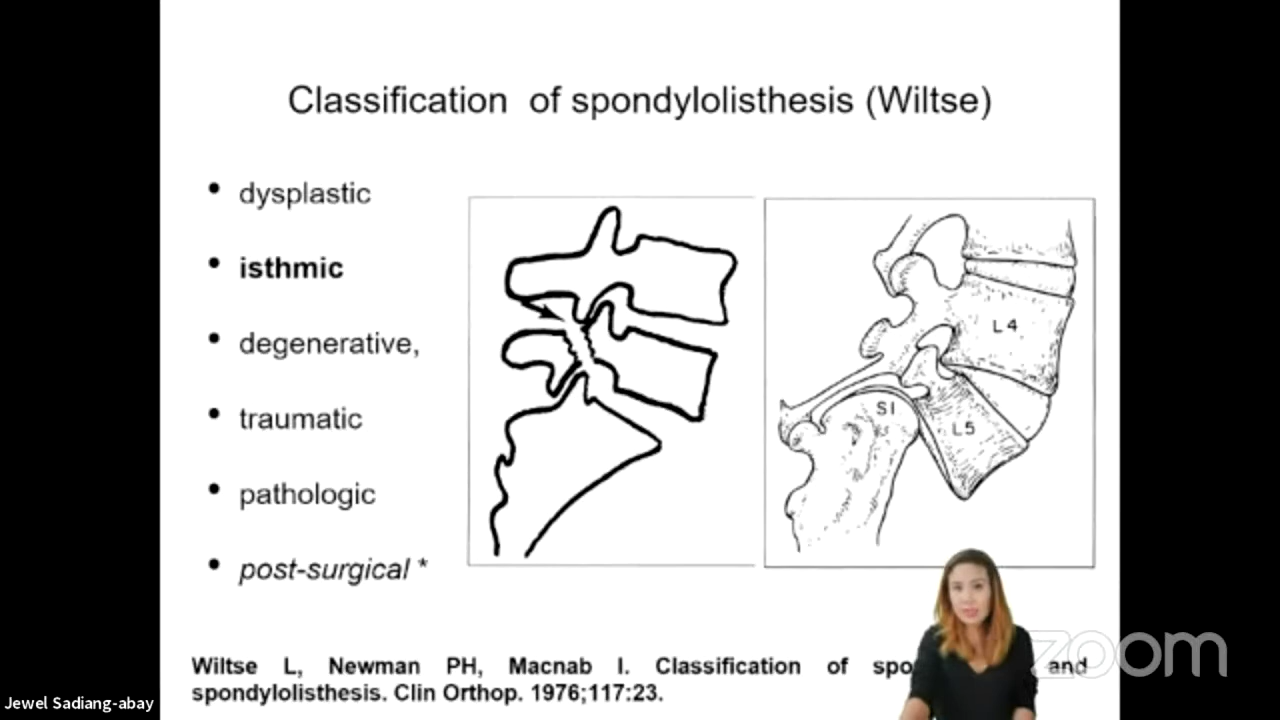 Classification of spondylolisthesis (Wiltse)
• dysplastic
• isthmic
• degenerative,
• traumatic
• pathologic
• post-surgical *
L4
S1
L5
Wiltse L, Newman PH, Macnab I. Classification of and
spondylolisthesis. Clin Orthop. 1976;117:23.
zoom
Jewel Sadiang-abay